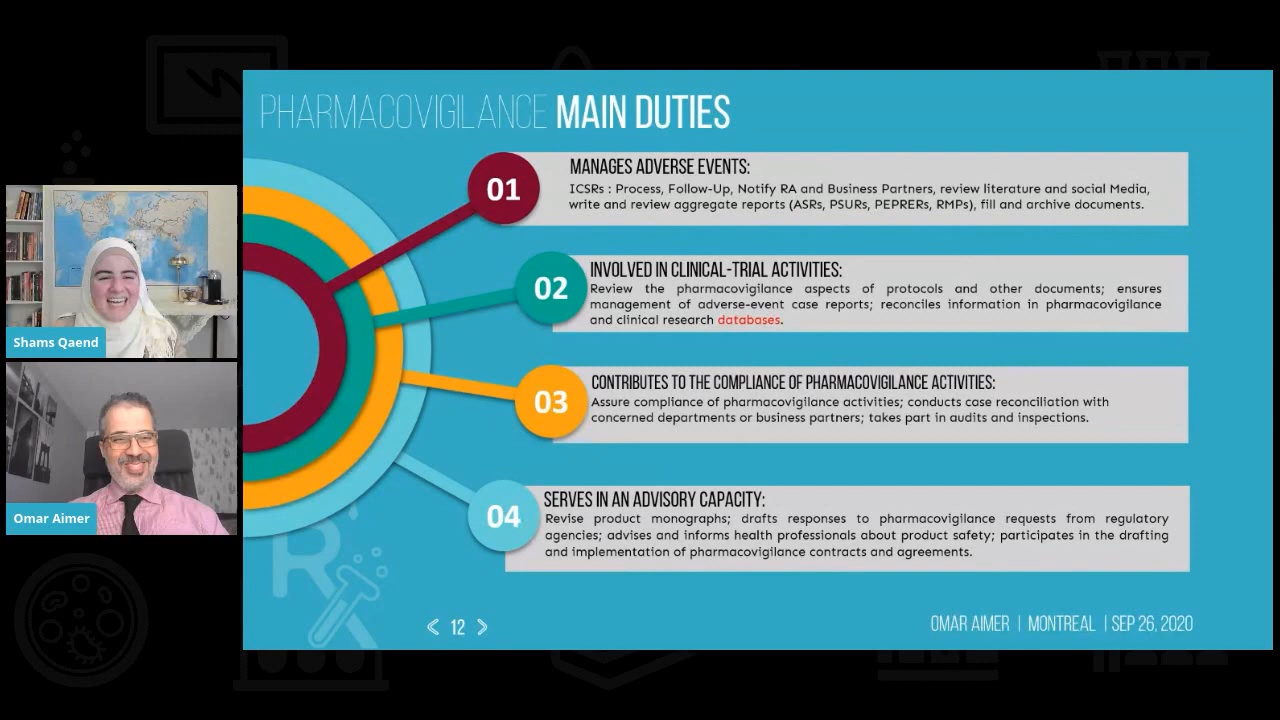 PHARMACOVIGILANCE MAIN DUTIES
01
MANAGES ADVERSE EVENTS:
ICSRs : Process, Follow-Up, Notify RA and Business Partners, review literature and social Media,
write and review aggregate reports (ASRs, PSURs, PEPRERs, RMPs), fill and archive documents.
02
INVOLVED IN CLINICAL-TRIAL ACTIVITIES:
Review the pharmacovigilance aspects of protocols and other documents; ensures
management of adverse-event case reports; reconciles information in pharmacovigilance
and clinical research databases.
03
CONTRIBUTES TO THE COMPLIANCE OF PHARMACOVIGILANCE ACTIVITIES:
Assure compliance of pharmacovigilance activities; conducts case reconciliation with
concerned departments or business partners; takes part in audits and inspections.
04
SERVES IN AN ADVISORY CAPACITY:
Revise product monographs; drafts responses to pharmacovigilance requests from regulatory
agencies; advises and informs health professionals about product safety; participates in the drafting
and implementation of pharmacovigilance contracts and agreements.
Shams Qaend
Omar Aimer
Rx
< 12 >
OMAR AIMER | MONTREAL | SEP 26, 2020